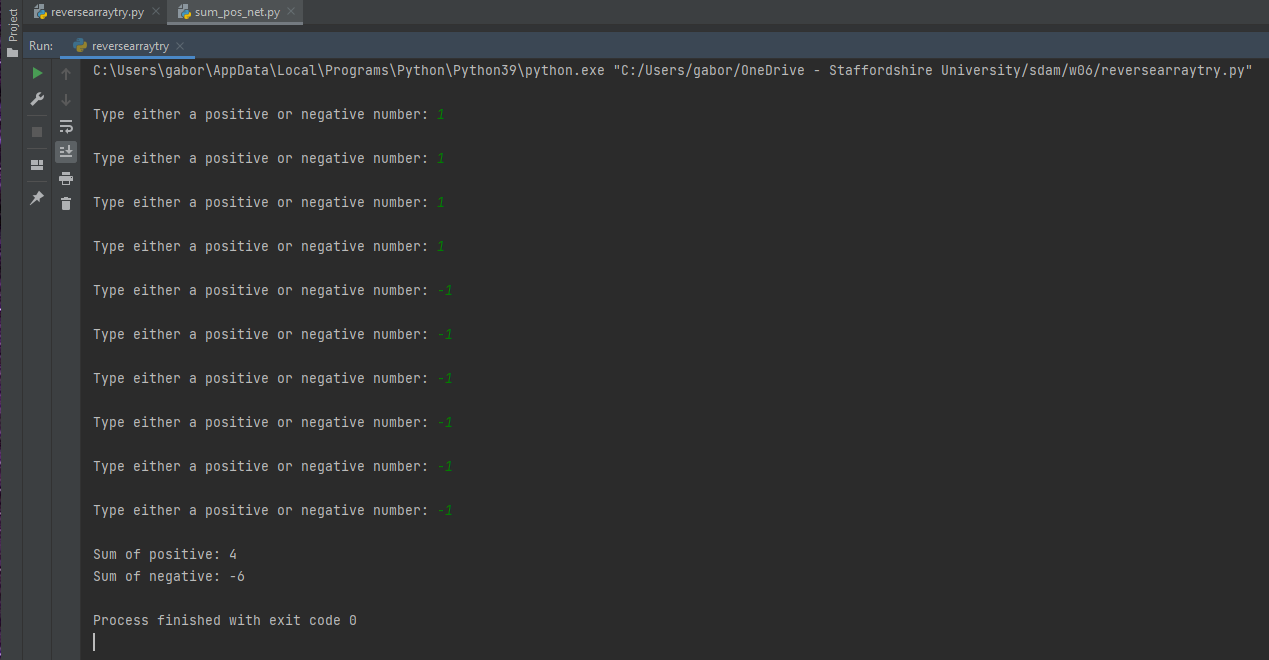 Project
reversearraytry.py
sum_pos_net.py
Run:
reversearraytry
C:\Users\gabor\AppData\Local\Programs\Python\Python39\python.exe "C:/Users/gabor/OneDrive - Staffordshire University/sdam/w06/reversearraytry.py"
Type either a positive or negative number: 1
Type either a positive or negative number: 1
Type either a positive or negative number: 1
Type either a positive or negative number: 1
Type either a positive or negative number: -1
Type either a positive or negative number: -1
Type either a positive or negative number: -1
Type either a positive or negative number: -1
Type either a positive or negative number: -1
Type either a positive or negative number: -1
Sum of positive: 4
Sum of negative: -6
Process finished with exit code 0